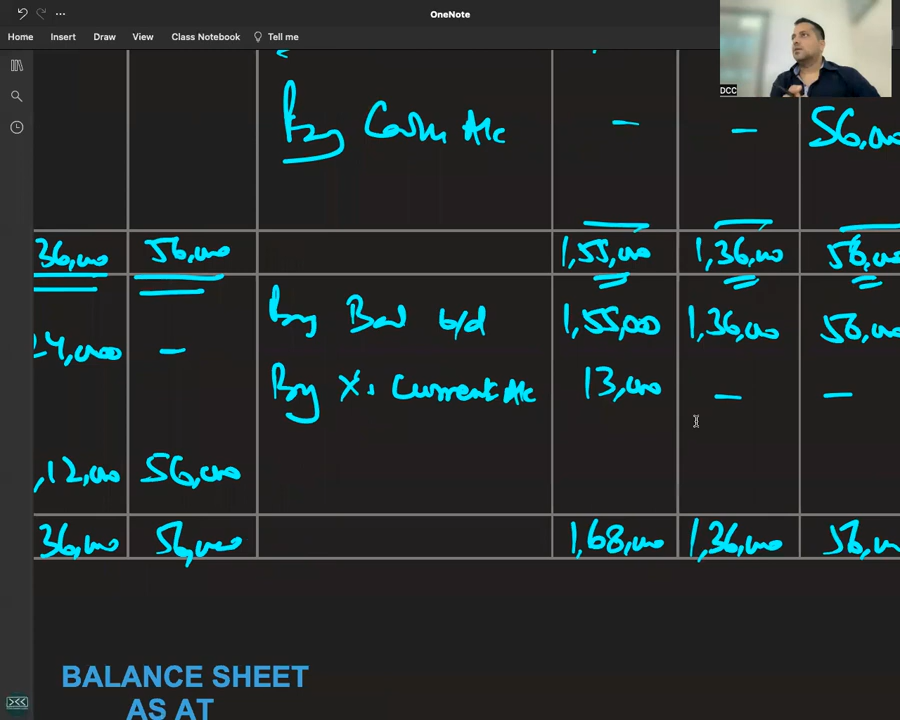 OneNote
Home Insert Draw View Class Notebook Tell me
DCC
By Cash A/c - - 56,000
36,000 56,000 1,55,000 1,36,000 56,000
By Bal b/d 1,55,000 1,36,000 56,000
24,000 -
By X's Current A/c 13,000 - -
,12,000 56,000
36,000 56,000 1,68,000 1,36,000 56,000
BALANCE SHEET
AS AT